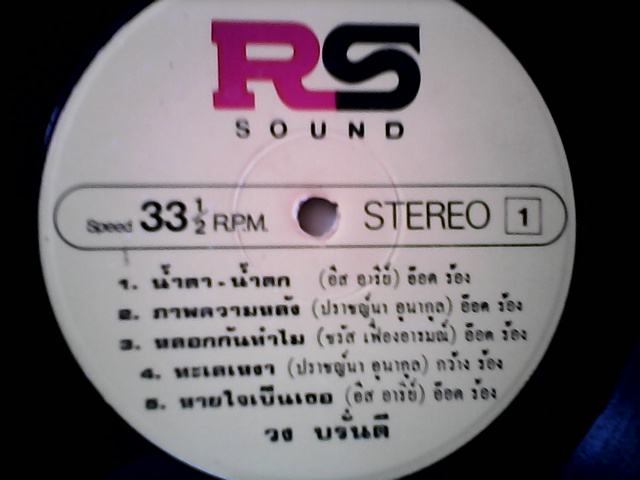 RS
SOUND
Speed 33 1/2 R.P.M. STEREO 1
1. น้ำตา - น้ำตก (อิส อารีย์) อ๊อด ร้อง
2. ภาพความหลัง (ปราชญ์นา อุนากูล) อ๊อด ร้อง
3. หลอกกันทำไม (จรัส เฟื่องอารมณ์) อ๊อด ร้อง
4. ทะเลเหงา (ปราชญ์นา อุนากูล) กว้าง ร้อง
5. หายใจเป็นเธอ (อิส อารีย์) อ๊อด ร้อง
วง บรั่นดี